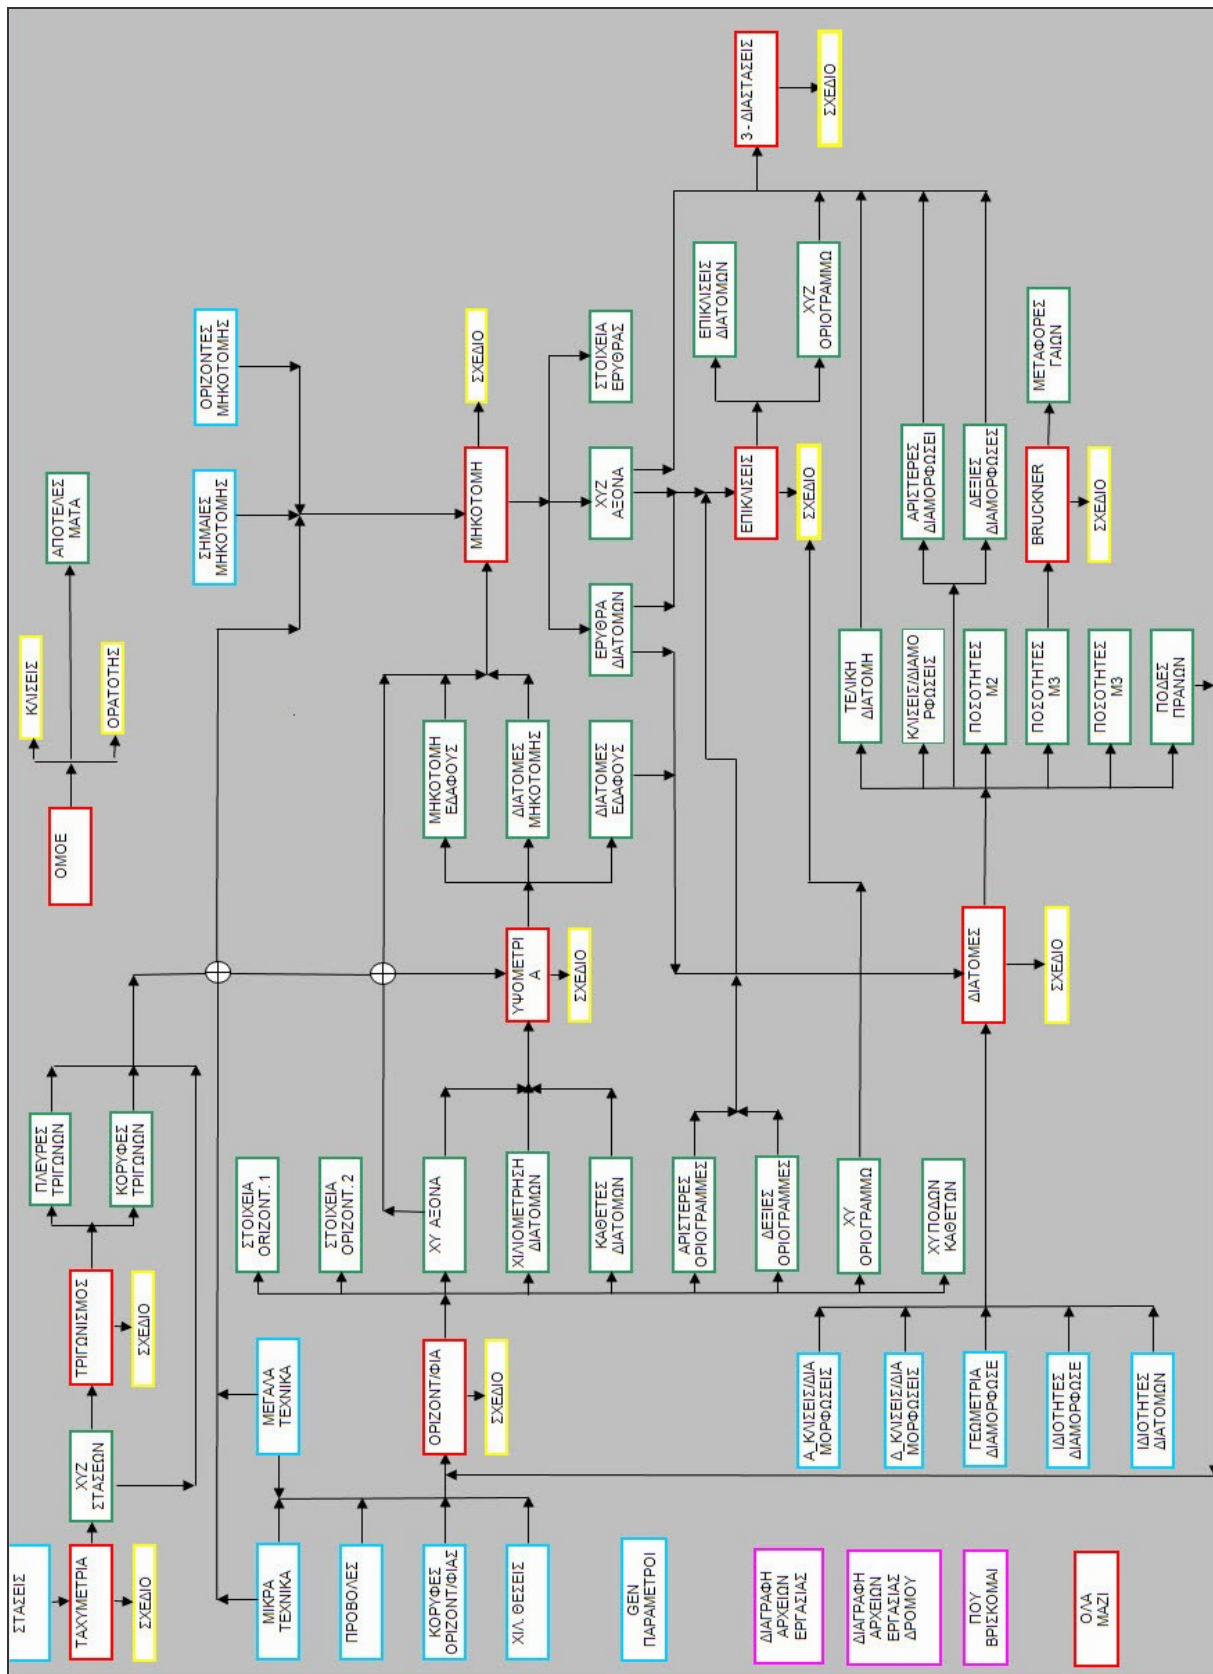 ΣΤΑΣΕΙΣ
ΤΑΧΥΜΕΤΡΙΑ
ΣΧΕΔΙΟ
ΧΥΖ
ΣΤΑΣΕΩΝ
ΤΡΙΓΩΝΙΣΜΟΣ
ΣΧΕΔΙΟ
ΠΛΕΥΡΕΣ
ΤΡΙΓΩΝΩΝ
ΚΟΡΥΦΕΣ
ΤΡΙΓΩΝΩΝ
ΟΜΟΕ
ΚΛΙΣΕΙΣ
ΟΡΑΤΟΤΗΣ
ΑΠΟΤΕΛΕΣ
ΜΑΤΑ
ΜΙΚΡΑ
ΤΕΧΝΙΚΑ
ΠΡΟΒΟΛΕΣ
ΚΟΡΥΦΕΣ
ΟΡΙΖΟΝΤ/ΦΙΑΣ
ΧΙΛ. ΘΕΣΕΙΣ
ΜΕΓΑΛΑ
ΤΕΧΝΙΚΑ
ΟΡΙΖΟΝΤ/ΦΙΑ
ΣΧΕΔΙΟ
ΣΤΟΙΧΕΙΑ
ΟΡΙΖΟΝΤ. 1
ΣΤΟΙΧΕΙΑ
ΟΡΙΖΟΝΤ. 2
ΧΥ ΑΞΟΝΑ
ΧΙΛΙΟΜΕΤΡΗΣΗ
ΔΙΑΤΟΜΩΝ
ΚΑΘΕΤΕΣ
ΔΙΑΤΟΜΩΝ
ΑΡΙΣΤΕΡΕΣ
ΟΡΙΟΓΡΑΜΜΕΣ
ΔΕΞΙΕΣ
ΟΡΙΟΓΡΑΜΜΕΣ
ΧΥ
ΟΡΙΟΓΡΑΜΜΩ
ΧΥ ΠΟΔΩΝ
ΚΑΘΕΤΩΝ
ΥΨΟΜΕΤΡΙ
Α
ΣΧΕΔΙΟ
ΜΗΚΟΤΟΜΗ
ΕΔΑΦΟΥΣ
ΔΙΑΤΟΜΕΣ
ΜΗΚΟΤΟΜΗΣ
ΔΙΑΤΟΜΕΣ
ΕΔΑΦΟΥΣ
ΣΗΜΑΙΕΣ
ΜΗΚΟΤΟΜΗΣ
ΟΡΙΖΟΝΤΕΣ
ΜΗΚΟΤΟΜΗΣ
ΜΗΚΟΤΟΜΗ
ΣΧΕΔΙΟ
ΕΡΥΘΡΑ
ΔΙΑΤΟΜΩΝ
ΧΥΖ
ΑΞΟΝΑ
ΣΤΟΙΧΕΙΑ
ΕΡΥΘΡΑΣ
ΕΠΙΚΛΙΣΕΙΣ
ΣΧΕΔΙΟ
ΕΠΙΚΛΙΣΕΙΣ
ΔΙΑΤΟΜΩΝ
ΧΥΖ
ΟΡΙΟΓΡΑΜΜΩ
3 - ΔΙΑΣΤΑΣΕΙΣ
ΣΧΕΔΙΟ
GEN
ΠΑΡΑΜΕΤΡΟΙ
ΔΙΑΓΡΑΦΗ
ΑΡΧΕΙΩΝ
ΕΡΓΑΣΙΑΣ
ΔΙΑΓΡΑΦΗ
ΑΡΧΕΙΩΝ
ΕΡΓΑΣΙΑΣ
ΔΡΟΜΟΥ
ΠΟΥ
ΒΡΙΣΚΟΜΑΙ
ΟΛΑ
ΜΑΖΙ
Α_ΚΛΙΣΕΙΣ/ΔΙΑ
ΜΟΡΦΩΣΕΙΣ
Δ_ΚΛΙΣΕΙΣ/ΔΙΑ
ΜΟΡΦΩΣΕΙΣ
ΓΕΩΜΕΤΡΙΑ
ΔΙΑΜΟΡΦΩΣΕ
ΙΔΙΟΤΗΤΕΣ
ΔΙΑΜΟΡΦΩΣΕ
ΙΔΙΟΤΗΤΕΣ
ΔΙΑΤΟΜΩΝ
ΔΙΑΤΟΜΕΣ
ΣΧΕΔΙΟ
ΤΕΛΙΚΗ
ΔΙΑΤΟΜΗ
ΚΛΙΣΕΙΣ/ΔΙΑΜΟ
ΡΦΩΣΕΙΣ
ΠΟΣΟΤΗΤΕΣ
Μ2
ΠΟΣΟΤΗΤΕΣ
Μ3
ΠΟΣΟΤΗΤΕΣ
Μ3
ΠΟΔΕΣ
ΠΡΑΝΩΝ
ΑΡΙΣΤΕΡΕΣ
ΔΙΑΜΟΡΦΩΣΕΙ
ΔΕΞΙΕΣ
ΔΙΑΜΟΡΦΩΣΕΣ
BRUCKNER
ΣΧΕΔΙΟ
ΜΕΤΑΦΟΡΕΣ
ΓΑΙΩΝ